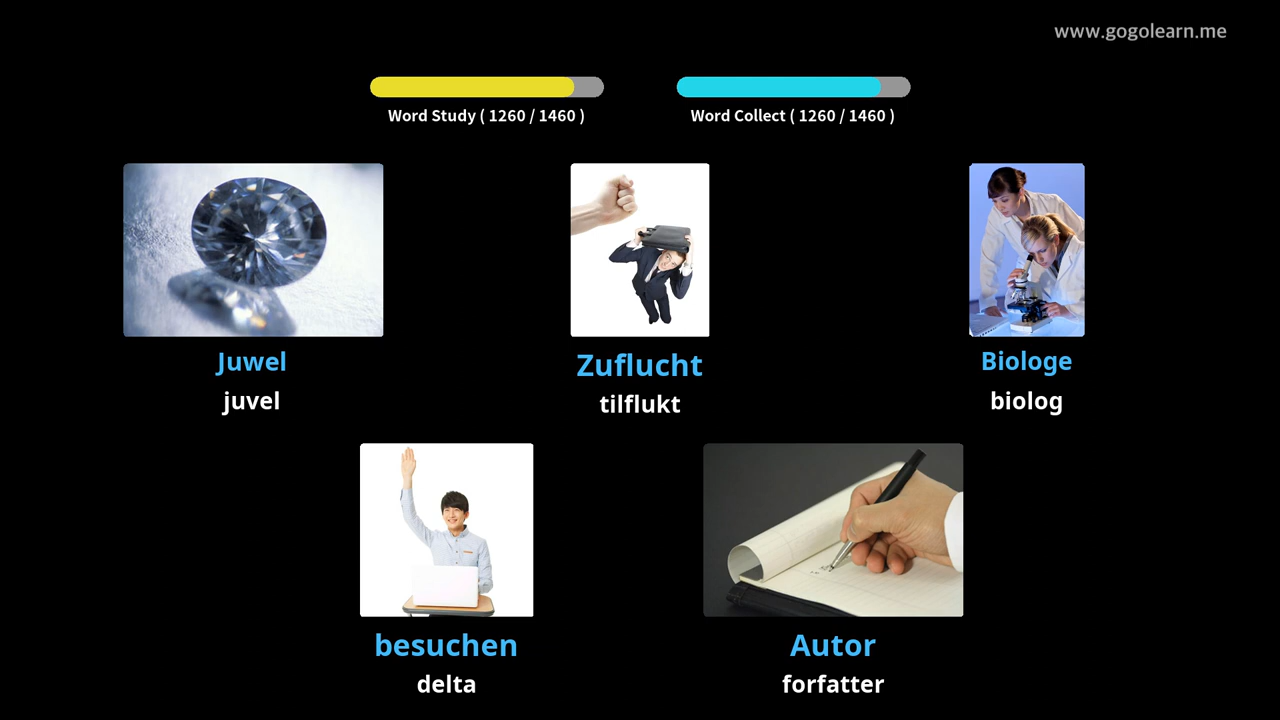 www.gogolearn.me
Word Study ( 1260 / 1460 )
Word Collect ( 1260 / 1460 )
Juwel
juvel
Zuflucht
tilflukt
Biologe
biolog
besuchen
delta
Autor
forfatter